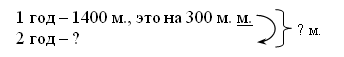 1 год – 1400 м., это на 300 м. м.
2 год – ?
? м.